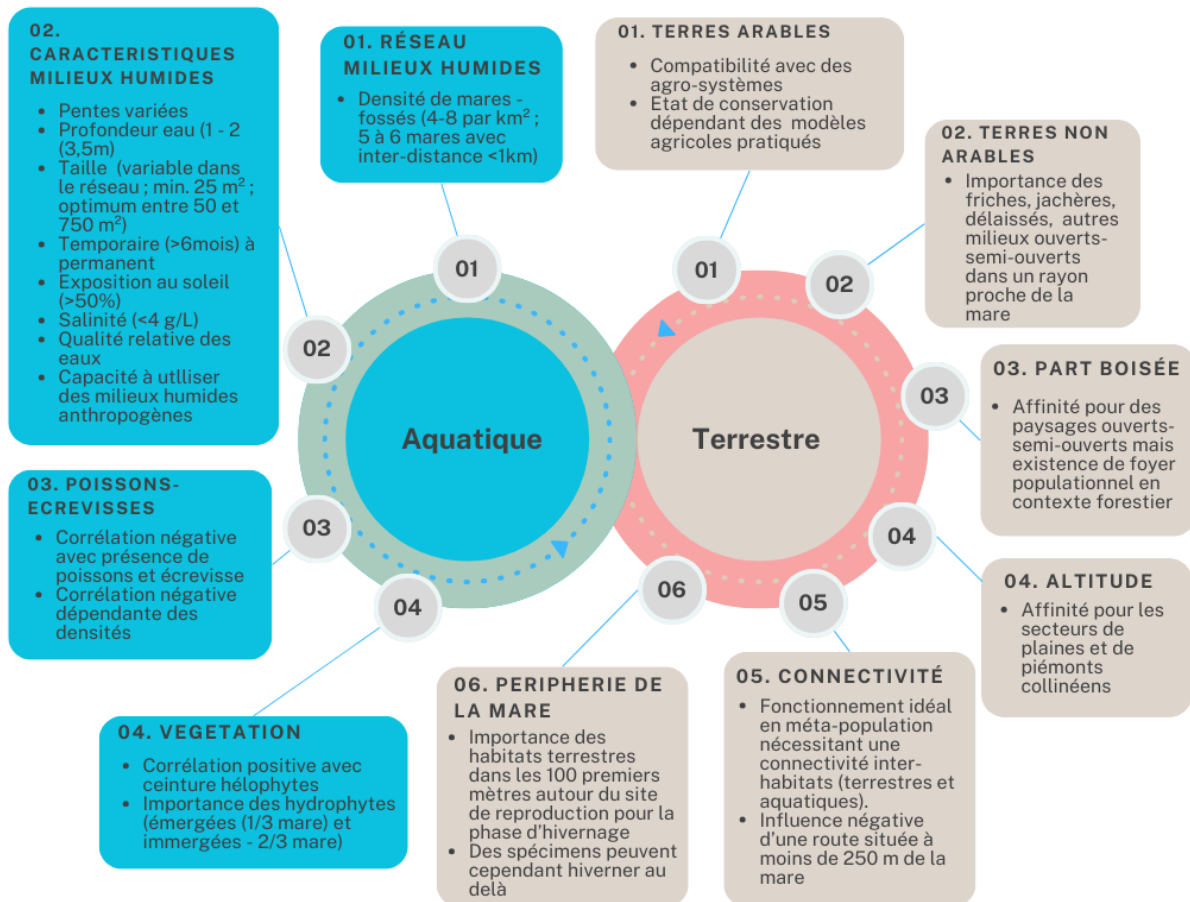 02.
CARACTERISTIQUES
MILIEUX HUMIDES
• Pentes variées
• Profondeur eau (1 - 2
(3,5m)
• Taille (variable dans
le réseau ; min. 25 m² ;
optimum entre 50 et
750 m²)
• Temporaire (>6mois) à
permanent
• Exposition au soleil
(>50%)
• Salinité (<4 g/L)
• Qualité relative des
eaux
• Capacité à utlliser
des milieux humides
anthropogènes
01. RÉSEAU
MILIEUX HUMIDES
• Densité de mares -
fossés (4-8 par km² ;
5 à 6 mares avec
inter-distance <1km)
01. TERRES ARABLES
• Compatibilité avec des
agro-systèmes
• Etat de conservation
dépendant des modèles
agricoles pratiqués
02. TERRES NON
ARABLES
• Importance des
friches, jachères,
délaissés, autres
milieux ouverts-
semi-ouverts
dans un rayon
proche de la
mare
01
02
03
04
Aquatique
01
02
03
04
05
06
Terrestre
03. PART BOISÉE
• Affinité pour des
paysages ouverts-
semi-ouverts mais
existence de foyer
populationnel en
contexte forestier
03. POISSONS-
ECREVISSES
• Corrélation négative
avec présence de
poissons et écrevisse
• Corrélation négative
dépendante des
densités
04. ALTITUDE
• Affinité pour les
secteurs de
plaines et de
piémonts
collinéens
04. VEGETATION
• Corrélation positive avec
ceinture hélophytes
• Importance des hydrophytes
(émergées (1/3 mare) et
immergées - 2/3 mare)
06. PERIPHERIE DE
LA MARE
• Importance des
habitats terrestres
dans les 100 premiers
mètres autour du site
de reproduction pour la
phase d'hivernage
• Des spécimens peuvent
cependant hiverner au
delà
05. CONNECTIVITÉ
• Fonctionnement idéal
en méta-population
nécessitant une
connectivité inter-
habitats (terrestres et
aquatiques).
• Influence négative
d'une route située à
moins de 250 m de la
mare